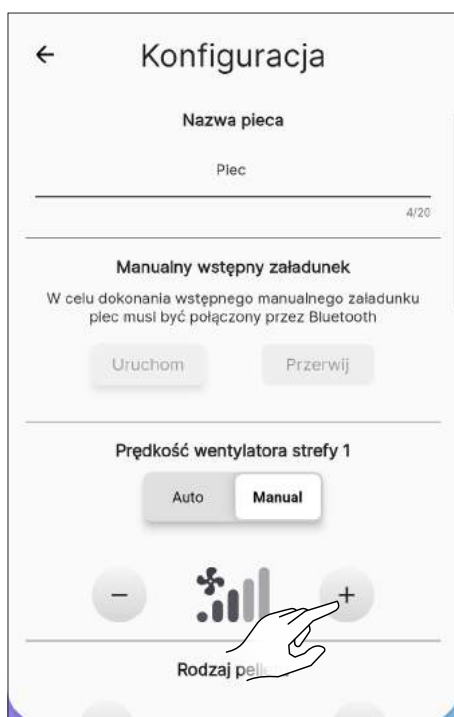 Konfiguracja
Nazwa pieca
Piec
4/20
Manualny wstępny załadunek
W celu dokonania wstępnego manualnego załadunku
piec musi być połączony przez Bluetooth
Uruchom Przerwij
Prędkość wentylatora strefy 1
Auto Manual
Rodzaj